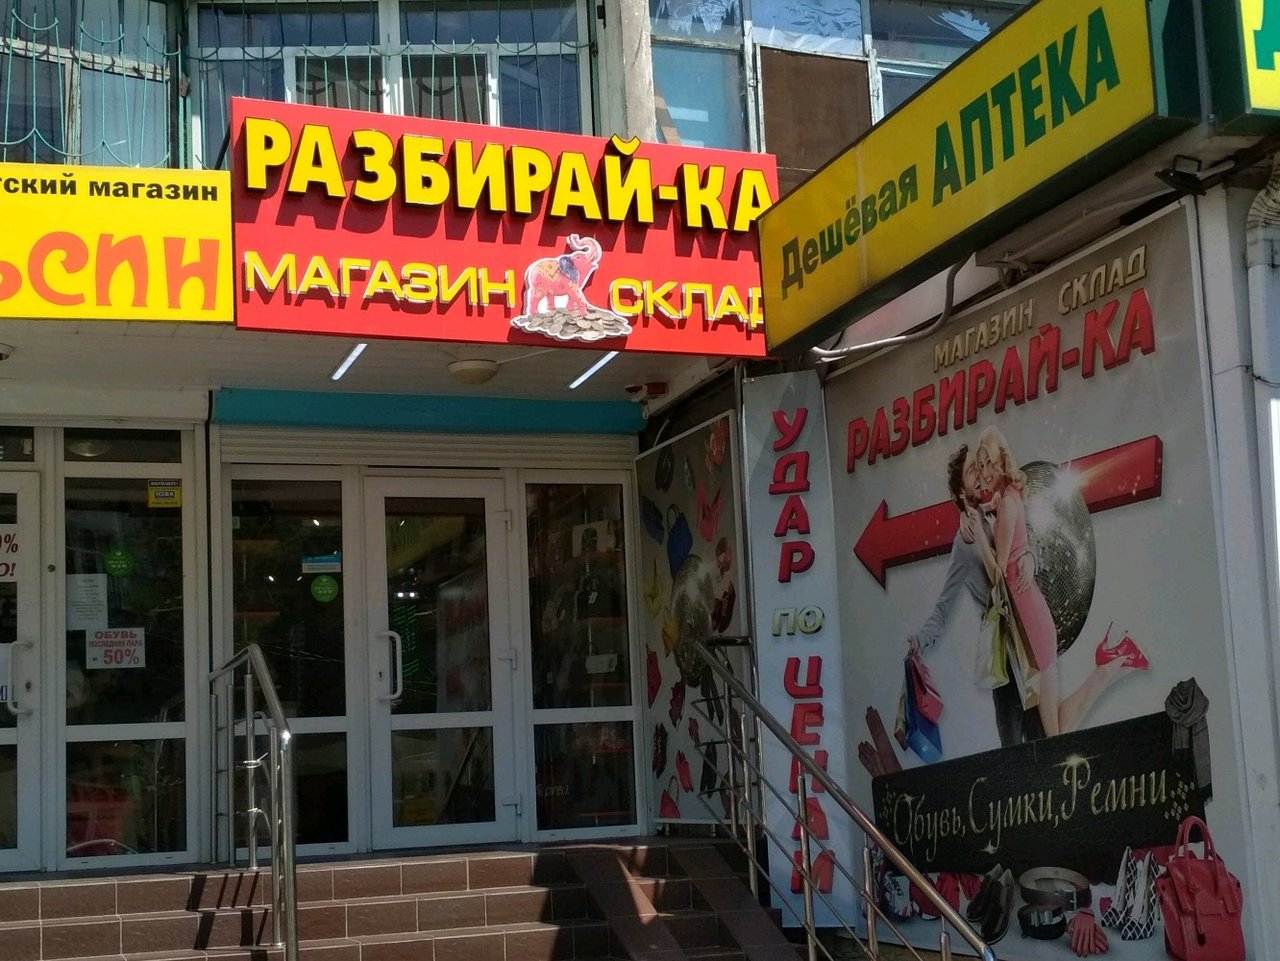 РАЗБИРАЙ-КА
МАГАЗИН СКЛАД
тский магазин
ьсин
Дешёвая АПТЕКА
МАГАЗИН СКЛАД
РАЗБИРАЙ-КА
УДАР
ПО
ЦЕНАМ
Обувь, Сумки, Ремни
ОБУВЬ
ПОСЛЕДНЯЯ ПАРА
50%